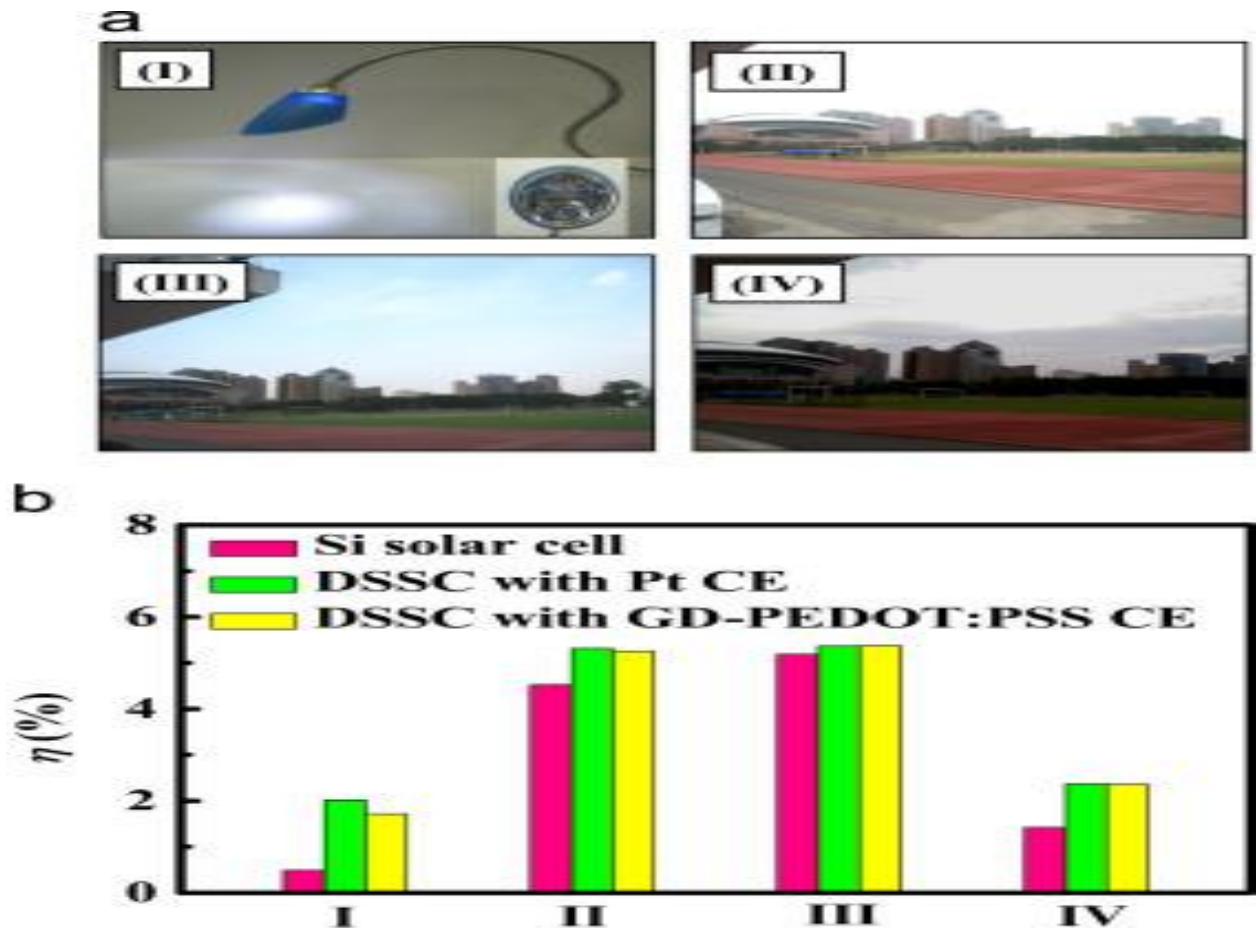 a
(I)
(II)
(III)
(IV)
b
8
Si solar cell
DSSC with Pt CE
6
DSSC with GD-PEDOT:PSS CE
η(%)
4
2
0
I II III IV